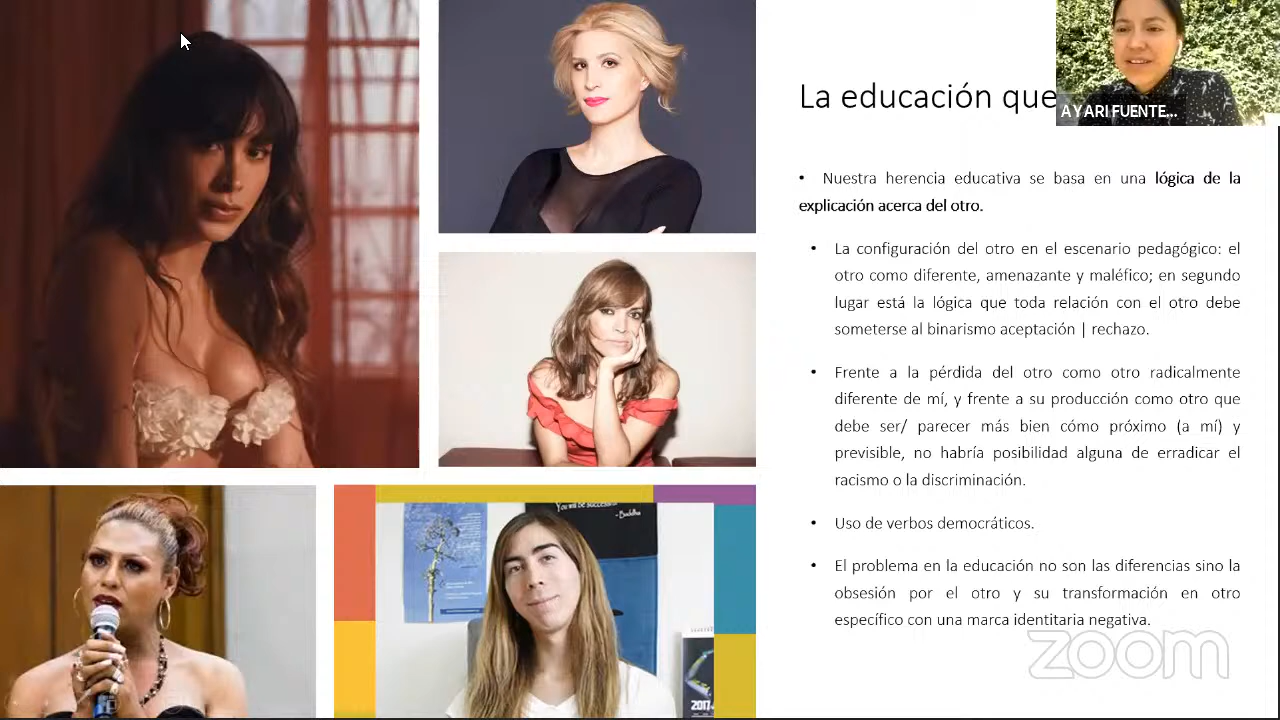 La educación que
AYARI FUENTE...
• Nuestra herencia educativa se basa en una lógica de la
explicación acerca del otro.
• La configuración del otro en el escenario pedagógico: el
otro como diferente, amenazante y maléfico; en segundo
lugar está la lógica que toda relación con el otro debe
someterse al binarismo aceptación | rechazo.
• Frente a la pérdida del otro como otro radicalmente
diferente de mí, y frente a su producción como otro que
debe ser/ parecer más bien cómo próximo (a mí) y
previsible, no habría posibilidad alguna de erradicar el
racismo o la discriminación.
• Uso de verbos democráticos.
• El problema en la educación no son las diferencias sino la
obsesión por el otro y su transformación en otro
específico con una marca identitaria negativa.
zoom
You will be successful
- Buddha
2017